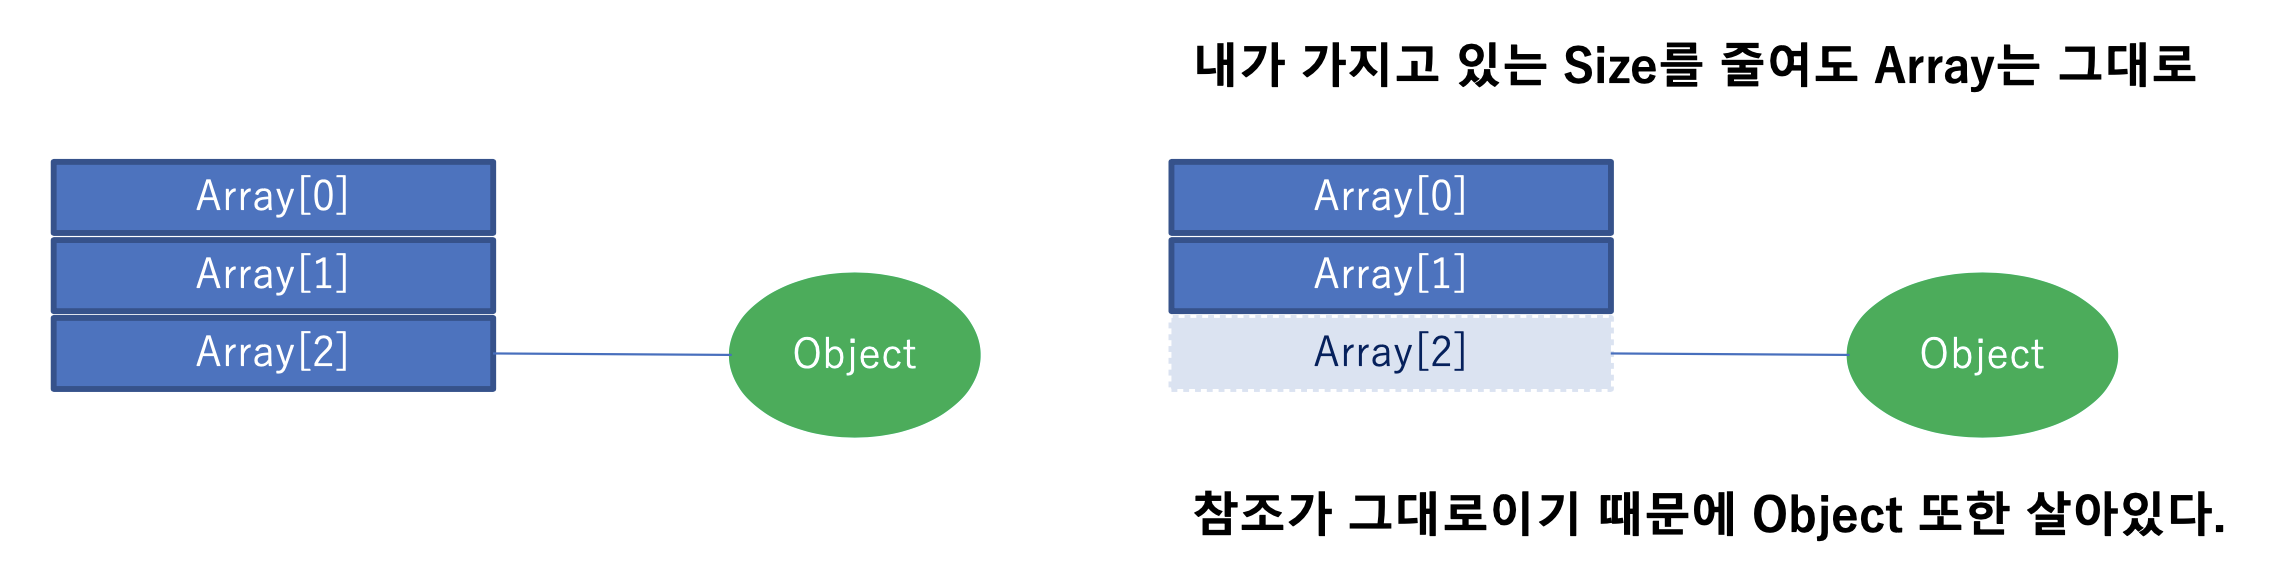 내가 가지고 있는 Size를 줄여도 Array는 그대로
Array[0]
Array[1]
Array[2]
Object
Array[0]
Array[1]
Array[2]
Object
참조가 그대로이기 때문에 Object 또한 살아있다.